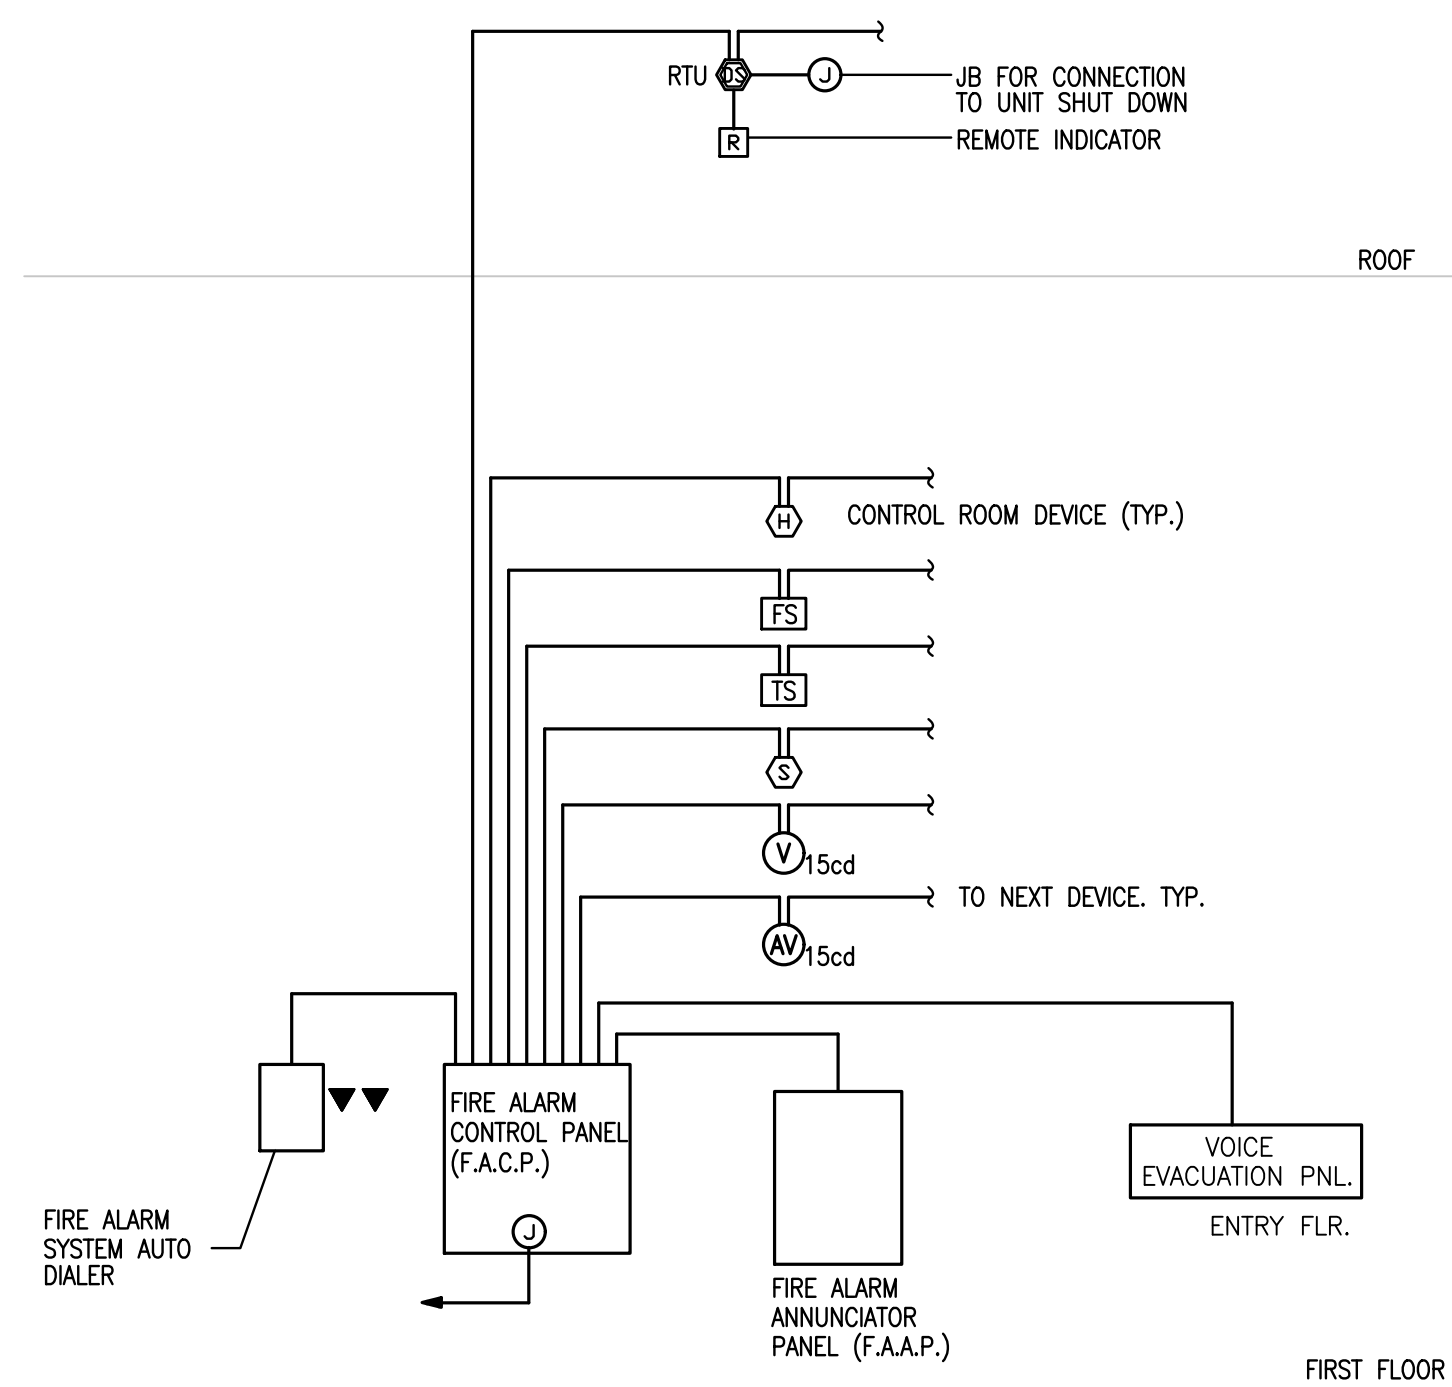 RTU DS J JB FOR CONNECTION
TO UNIT SHUT DOWN
R REMOTE INDICATOR
ROOF
H CONTROL ROOM DEVICE (TYP.)
FS
TS
S
V 15cd
TO NEXT DEVICE. TYP.
AV 15cd
FIRE ALARM
CONTROL PANEL
(F.A.C.P.)
J
VOICE
EVACUATION PNL.
ENTRY FLR.
FIRE ALARM
SYSTEM AUTO
DIALER
FIRE ALARM
ANNUNCIATOR
PANEL (F.A.A.P.)
FIRST FLOOR